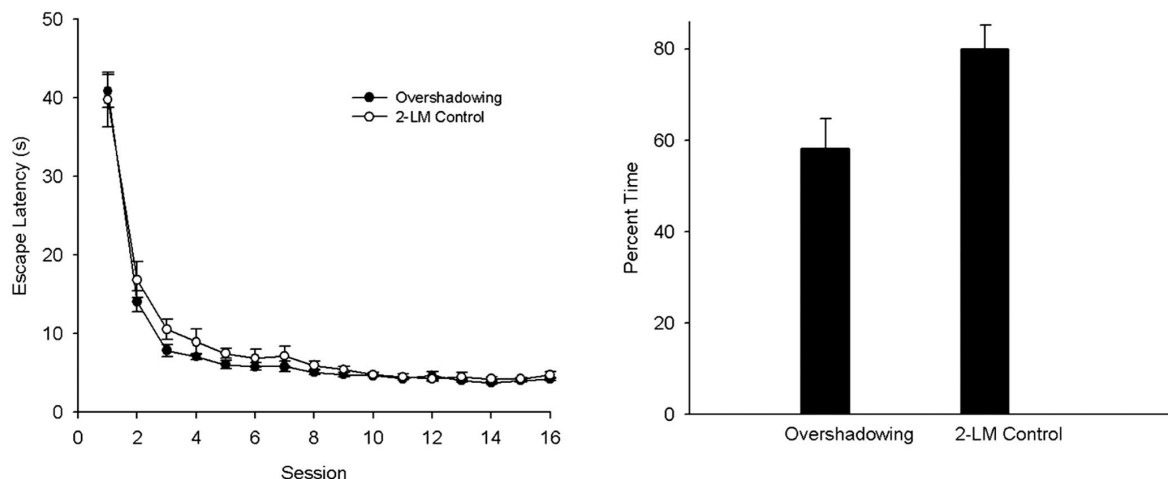 50
40
30
20
10
0
Escape Latency (s)
Overshadowing
2-LM Control
0 2 4 6 8 10 12 14 16
Session
80
60
40
20
0
Percent Time
Overshadowing 2-LM Control